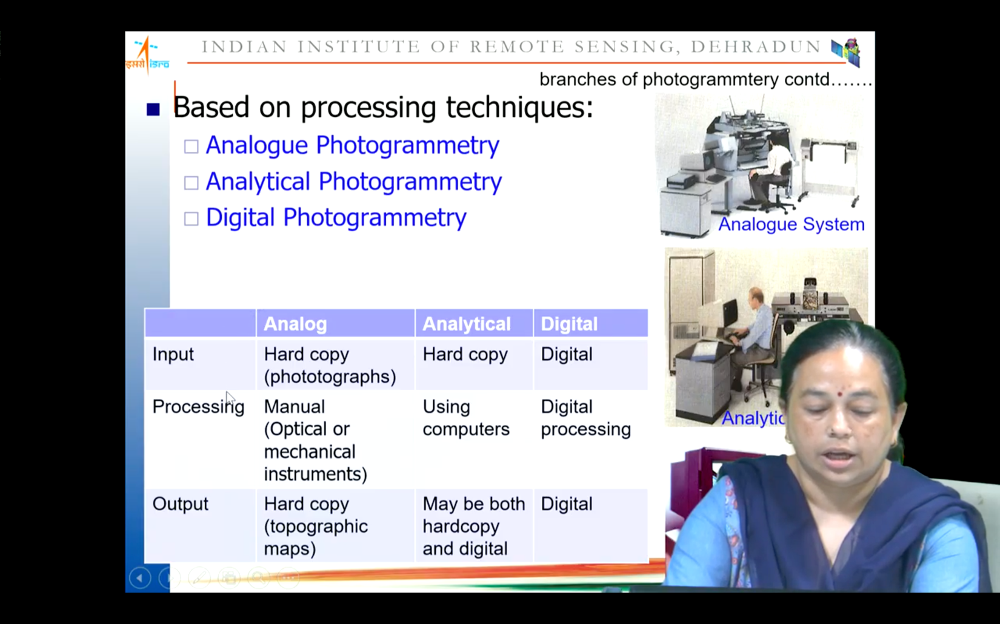 इसरो isro
INDIAN INSTITUTE OF REMOTE SENSING, DEHRADUN
branches of photogrammtery contd.......
Based on processing techniques:
Analogue Photogrammetry
Analytical Photogrammetry
Digital Photogrammetry
Analogue System
Analog Analytical Digital
Input Hard copy Hard copy Digital
(phototographs)
Processing Manual Using Digital
(Optical or computers processing
mechanical
instruments)
Output Hard copy May be both Digital
(topographic hardcopy
maps) and digital
Analytic